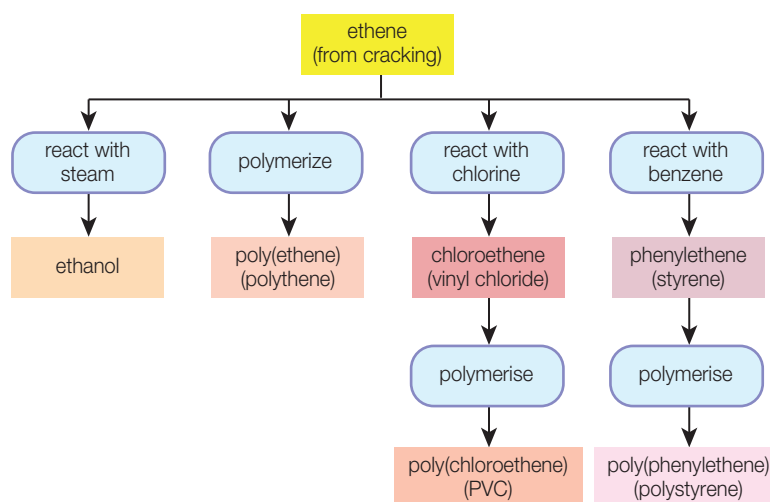 ethene
(from cracking)
react with
steam
polymerize
react with
chlorine
react with
benzene
ethanol
poly(ethene)
(polythene)
chloroethene
(vinyl chloride)
phenylethene
(styrene)
polymerise
polymerise
poly(chloroethene)
(PVC)
poly(phenylethene)
(polystyrene)